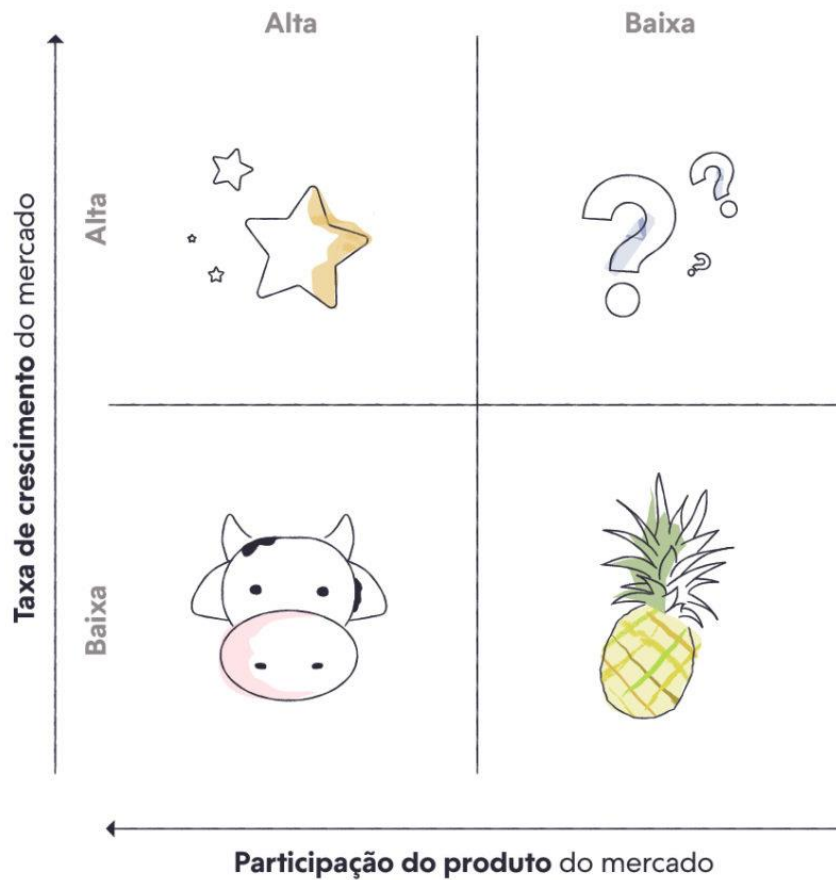 Alta
Baixa
Alta
Baixa
Taxa de crescimento do mercado
Participação do produto do mercado